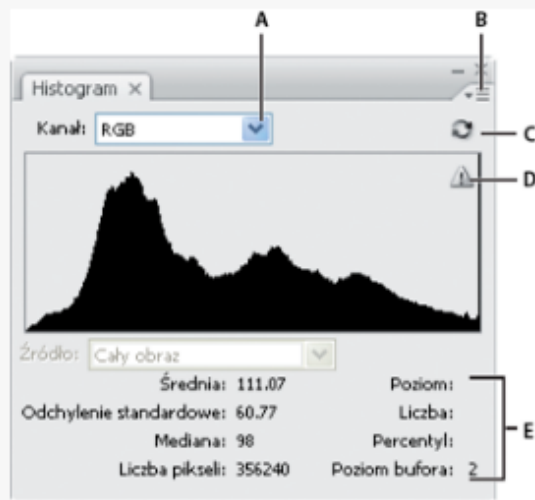 A B
Histogram
Kanał: RGB
C
D
Źródło: Cały obraz
Średnia: 111.07 Poziom:
Odchylenie standardowe: 60.77 Liczba:
E
Mediana: 98 Percentyl:
Liczba pikseli: 356240 Poziom bufora: 2